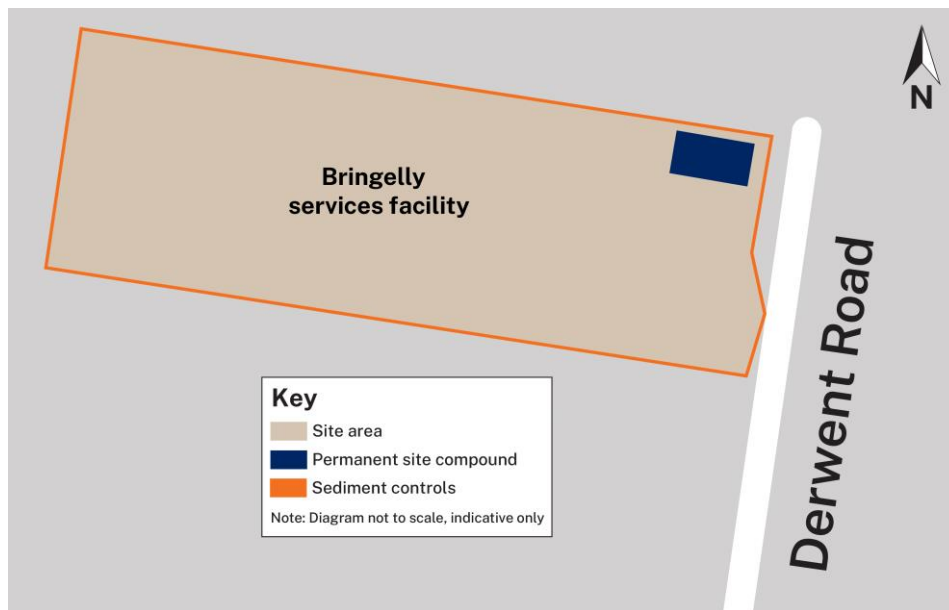 N
Bringelly
services facility
Derwent Road
Key
Site area
Permanent site compound
Sediment controls
Note: Diagram not to scale, indicative only